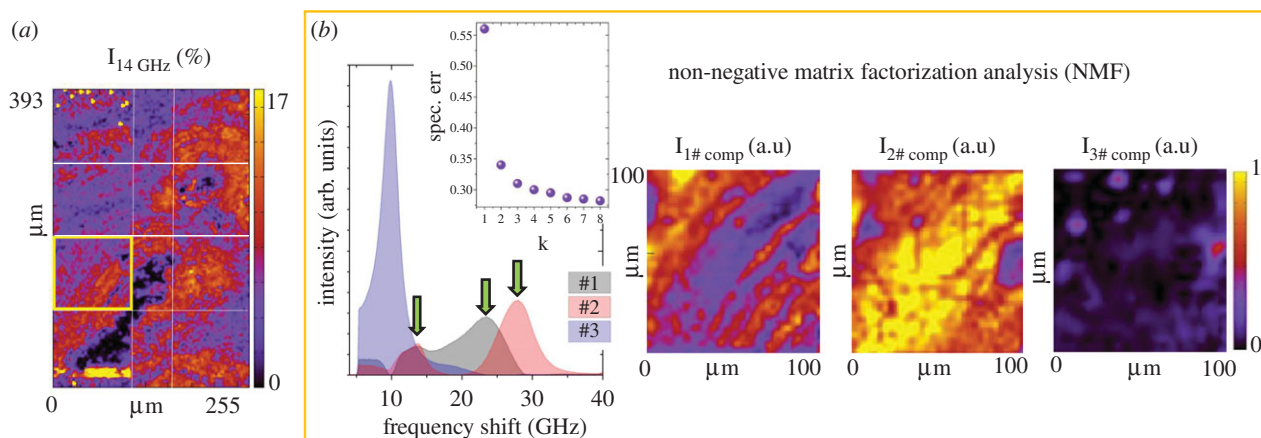 (a)
I14 GHz (%)
393
17
μm
0
0
μm
255
(b)
non-negative matrix factorization analysis (NMF)
0.55
0.50
0.45
0.40
0.35
0.30
spec. err
1 2 3 4 5 6 7 8
k
intensity (arb. units)
#1
#2
#3
10 20 30 40
frequency shift (GHz)
I1# comp (a.u)
I2# comp (a.u)
I3# comp (a.u)
100
μm
0
μm
100
μm
0
μm
100
μm
0
μm
100
1
0